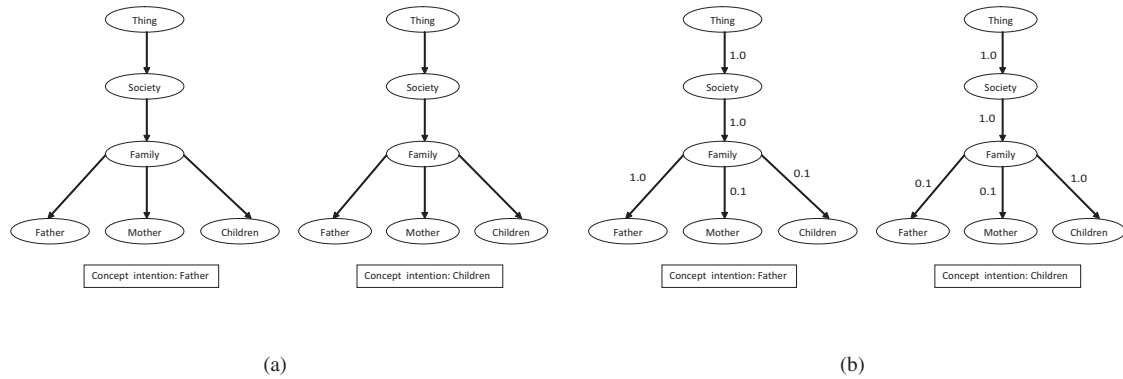 Thing
Thing
Thing
Thing
1.0
1.0
Society
Society
Society
Society
1.0
1.0
Family
Family
Family
Family
1.0
0.1
0.1
0.1
0.1
1.0
Father
Mother
Children
Father
Mother
Children
Father
Mother
Children
Father
Mother
Children
Concept intention: Father
Concept intention: Children
Concept intention: Father
Concept intention: Children
(a)
(b)